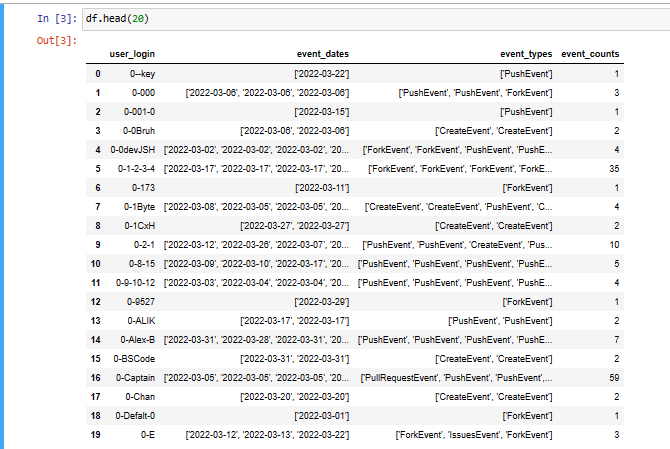 In [3]: df.head(20)
Out[3]:
user_login event_dates event_types event_counts
0 0--key ['2022-03-22'] ['PushEvent'] 1
1 0-000 ['2022-03-06', '2022-03-06', '2022-03-06'] ['PushEvent', 'PushEvent', 'ForkEvent'] 3
2 0-001-0 ['2022-03-15'] ['PushEvent'] 1
3 0-0Bruh ['2022-03-06', '2022-03-06'] ['CreateEvent', 'CreateEvent'] 2
4 0-0devJSH ['2022-03-02', '2022-03-02', '2022-03-02', '20... ['ForkEvent', 'ForkEvent', 'PushEvent', 'PushE... 4
5 0-1-2-3-4 ['2022-03-17', '2022-03-17', '2022-03-17', '20... ['ForkEvent', 'ForkEvent', 'ForkEvent', 'ForkE... 35
6 0-173 ['2022-03-11'] ['ForkEvent'] 1
7 0-1Byte ['2022-03-08', '2022-03-05', '2022-03-05', '20... ['CreateEvent', 'CreateEvent', 'PushEvent', 'C... 4
8 0-1CxH ['2022-03-27', '2022-03-27'] ['CreateEvent', 'CreateEvent'] 2
9 0-2-1 ['2022-03-12', '2022-03-26', '2022-03-07', '20... ['PushEvent', 'PushEvent', 'CreateEvent', 'Pus... 10
10 0-8-15 ['2022-03-09', '2022-03-10', '2022-03-17', '20... ['PushEvent', 'PushEvent', 'PushEvent', 'PushE... 5
11 0-9-10-12 ['2022-03-03', '2022-03-04', '2022-03-04', '20... ['PushEvent', 'PushEvent', 'PushEvent', 'PushE... 4
12 0-9527 ['2022-03-29'] ['ForkEvent'] 1
13 0-ALIK ['2022-03-17', '2022-03-17'] ['PushEvent', 'PushEvent'] 2
14 0-Alex-B ['2022-03-31', '2022-03-28', '2022-03-31', '20... ['PushEvent', 'PushEvent', 'PushEvent', 'PushE... 7
15 0-BSCode ['2022-03-31', '2022-03-31'] ['CreateEvent', 'CreateEvent'] 2
16 0-Captain ['2022-03-05', '2022-03-05', '2022-03-05', '20... ['PullRequestEvent', 'PushEvent', 'PushEvent',... 59
17 0-Chan ['2022-03-20', '2022-03-20'] ['CreateEvent', 'CreateEvent'] 2
18 0-Defalt-0 ['2022-03-01'] ['ForkEvent'] 1
19 0-E ['2022-03-12', '2022-03-13', '2022-03-22'] ['ForkEvent', 'IssuesEvent', 'ForkEvent'] 3